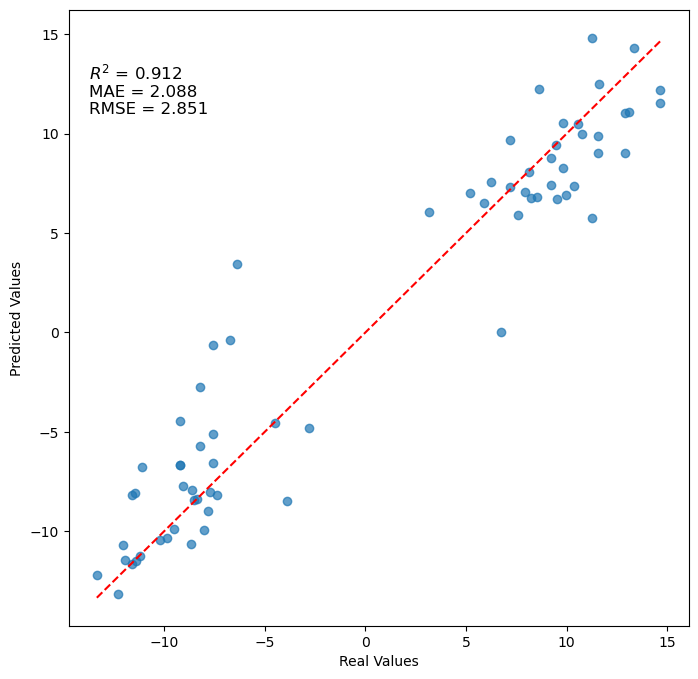 R² = 0.912
MAE = 2.088
RMSE = 2.851
15
10
5
0
−5
−10
Predicted Values
−10 −5 0 5 10 15
Real Values